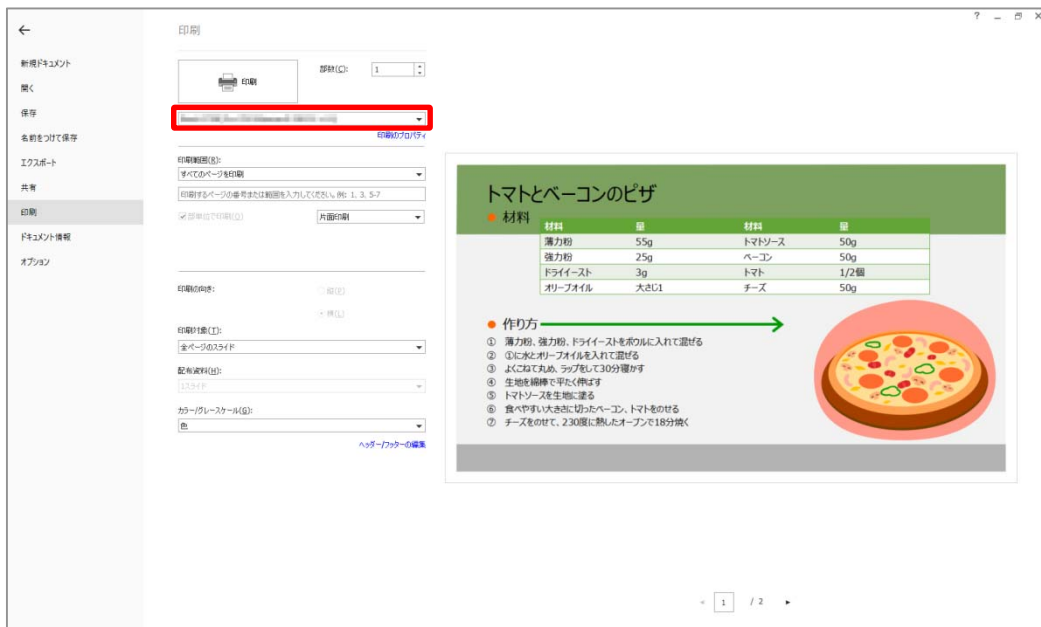 ? _ X
印刷
新規ドキュメント
開く
保存
名前をつけて保存
エクスポート
共有
印刷
ドキュメント情報
オプション
印刷
部数(C): 1
印刷のプロパティ
印刷範囲(R):
すべてのページを印刷
印刷するページの番号または範囲を入力してください。例: 1, 3, 5-7
部単位で印刷(O)
片面印刷
印刷の向き:
縦(E)
横(L)
印刷対象(T):
全ページのスライド
配布資料(H):
1スライド
カラー/グレースケール(G):
色
ヘッダー/フッターの編集
トマトとベーコンのピザ
● 材料
材料 量 材料 量
薄力粉 55g トマトソース 50g
強力粉 25g ベーコン 50g
ドライイースト 3g トマト 1/2個
オリーブオイル 大さじ1 チーズ 50g
● 作り方
① 薄力粉、強力粉、ドライイーストをボウルに入れて混ぜる
② ①に水とオリーブオイルを入れて混ぜる
③ よくこねて丸め、ラップをして30分寝かす
④ 生地を綿棒で平たく伸ばす
⑤ トマトソースを生地に塗る
⑥ 食べやすい大きさに切ったベーコン、トマトをのせる
⑦ チーズをのせて、230度に熱したオーブンで18分焼く
1 / 2